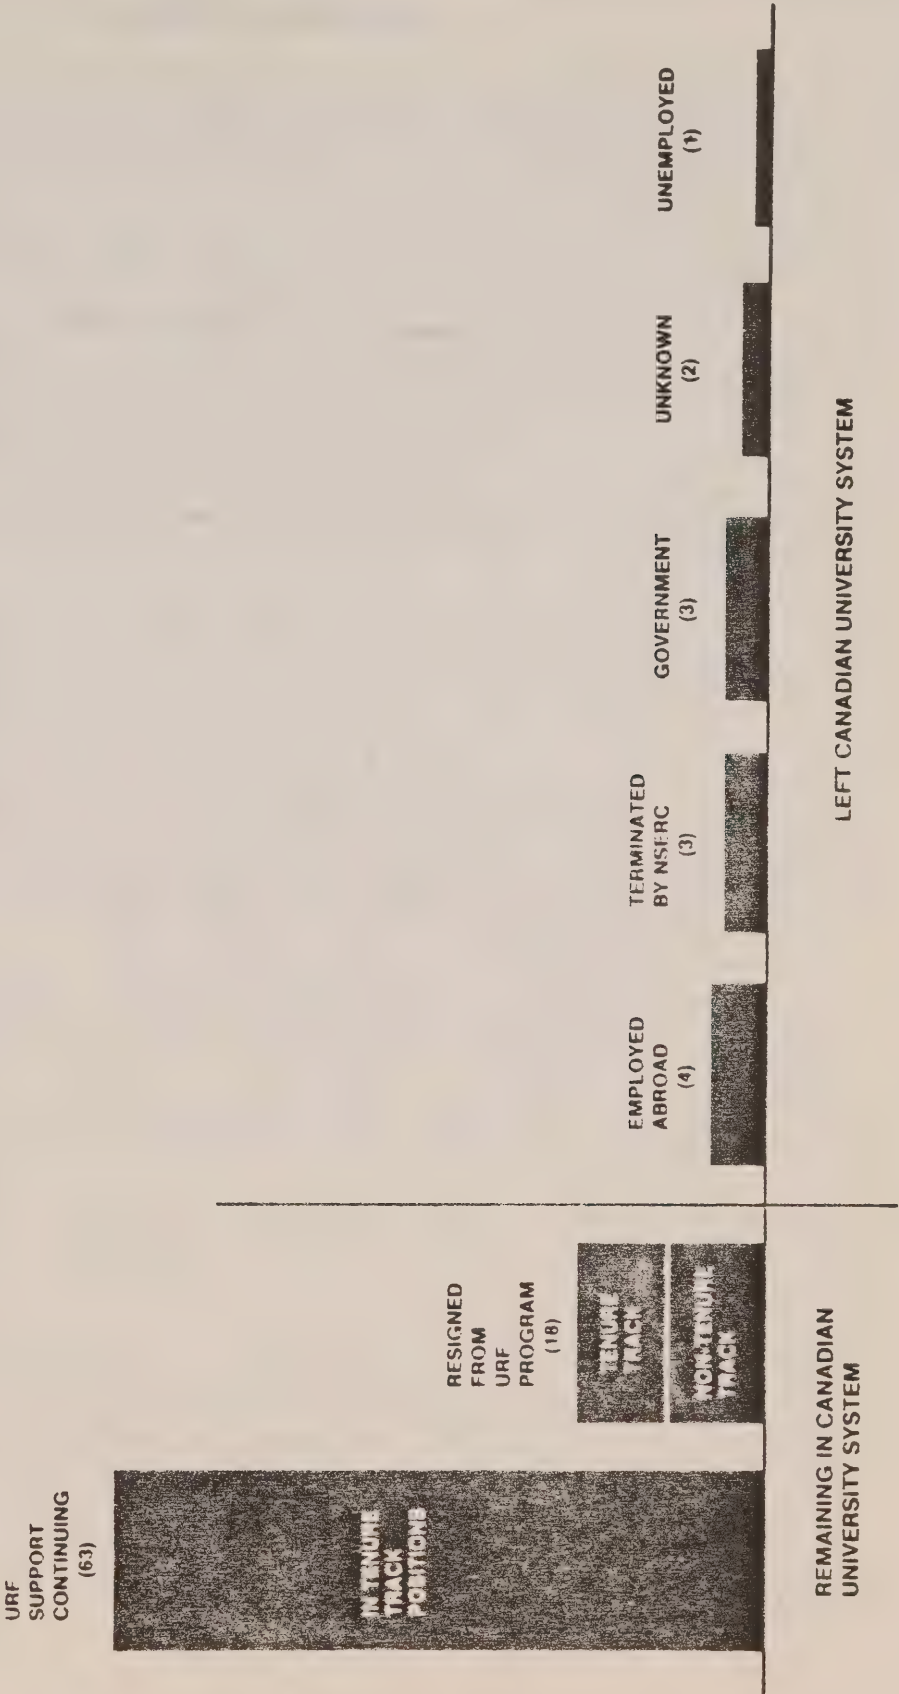 URF
SUPPORT
CONTINUING
(63)
IN TENURE
TRACK
POSITIONS
RESIGNED
FROM
URF
PROGRAM
(18)
TENURE
TRACK
NON-TENURE
TRACK
EMPLOYED
ABROAD
(4)
TERMINATED
BY NSERC
(3)
GOVERNMENT
(3)
UNKNOWN
(2)
UNEMPLOYED
(1)
REMAINING IN CANADIAN
UNIVERSITY SYSTEM
LEFT CANADIAN UNIVERSITY SYSTEM